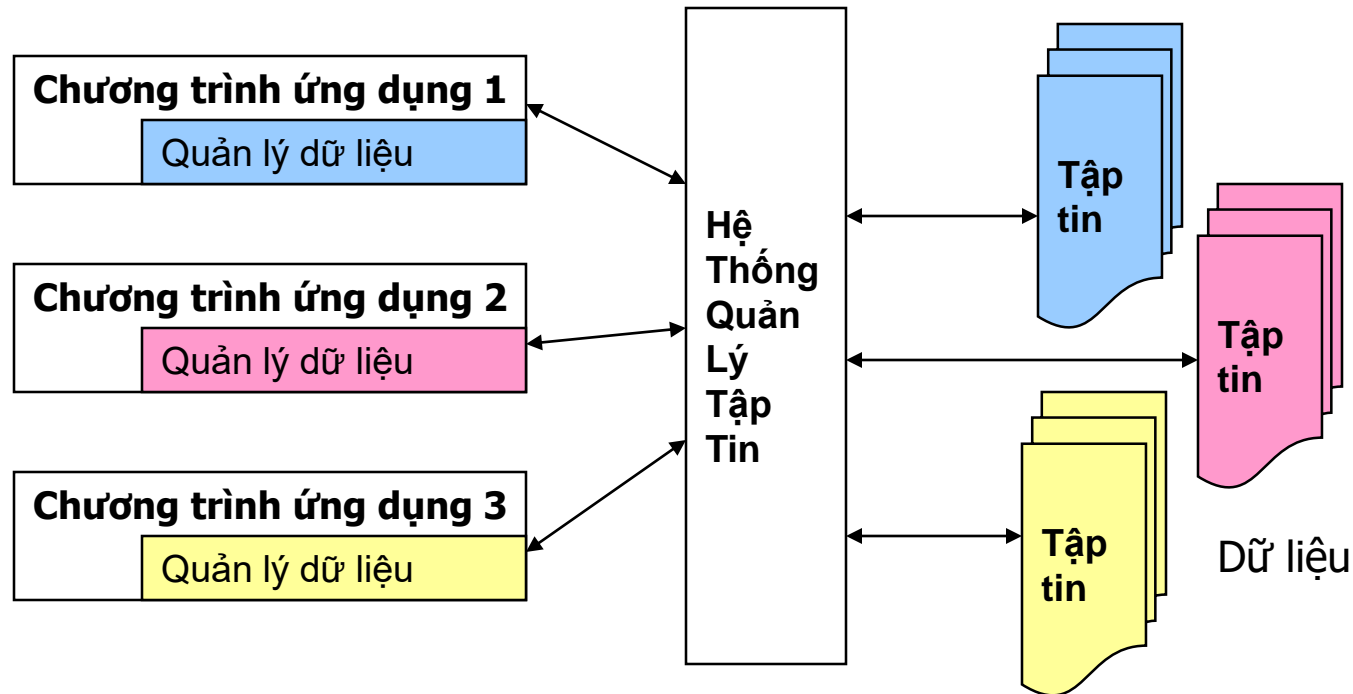 Chương trình ứng dụng 1
Quản lý dữ liệu
Chương trình ứng dụng 2
Quản lý dữ liệu
Chương trình ứng dụng 3
Quản lý dữ liệu
Hệ
Thống
Quản
Lý
Tập
Tin
Tập
tin
Tập
tin
Tập
tin
Dữ liệu